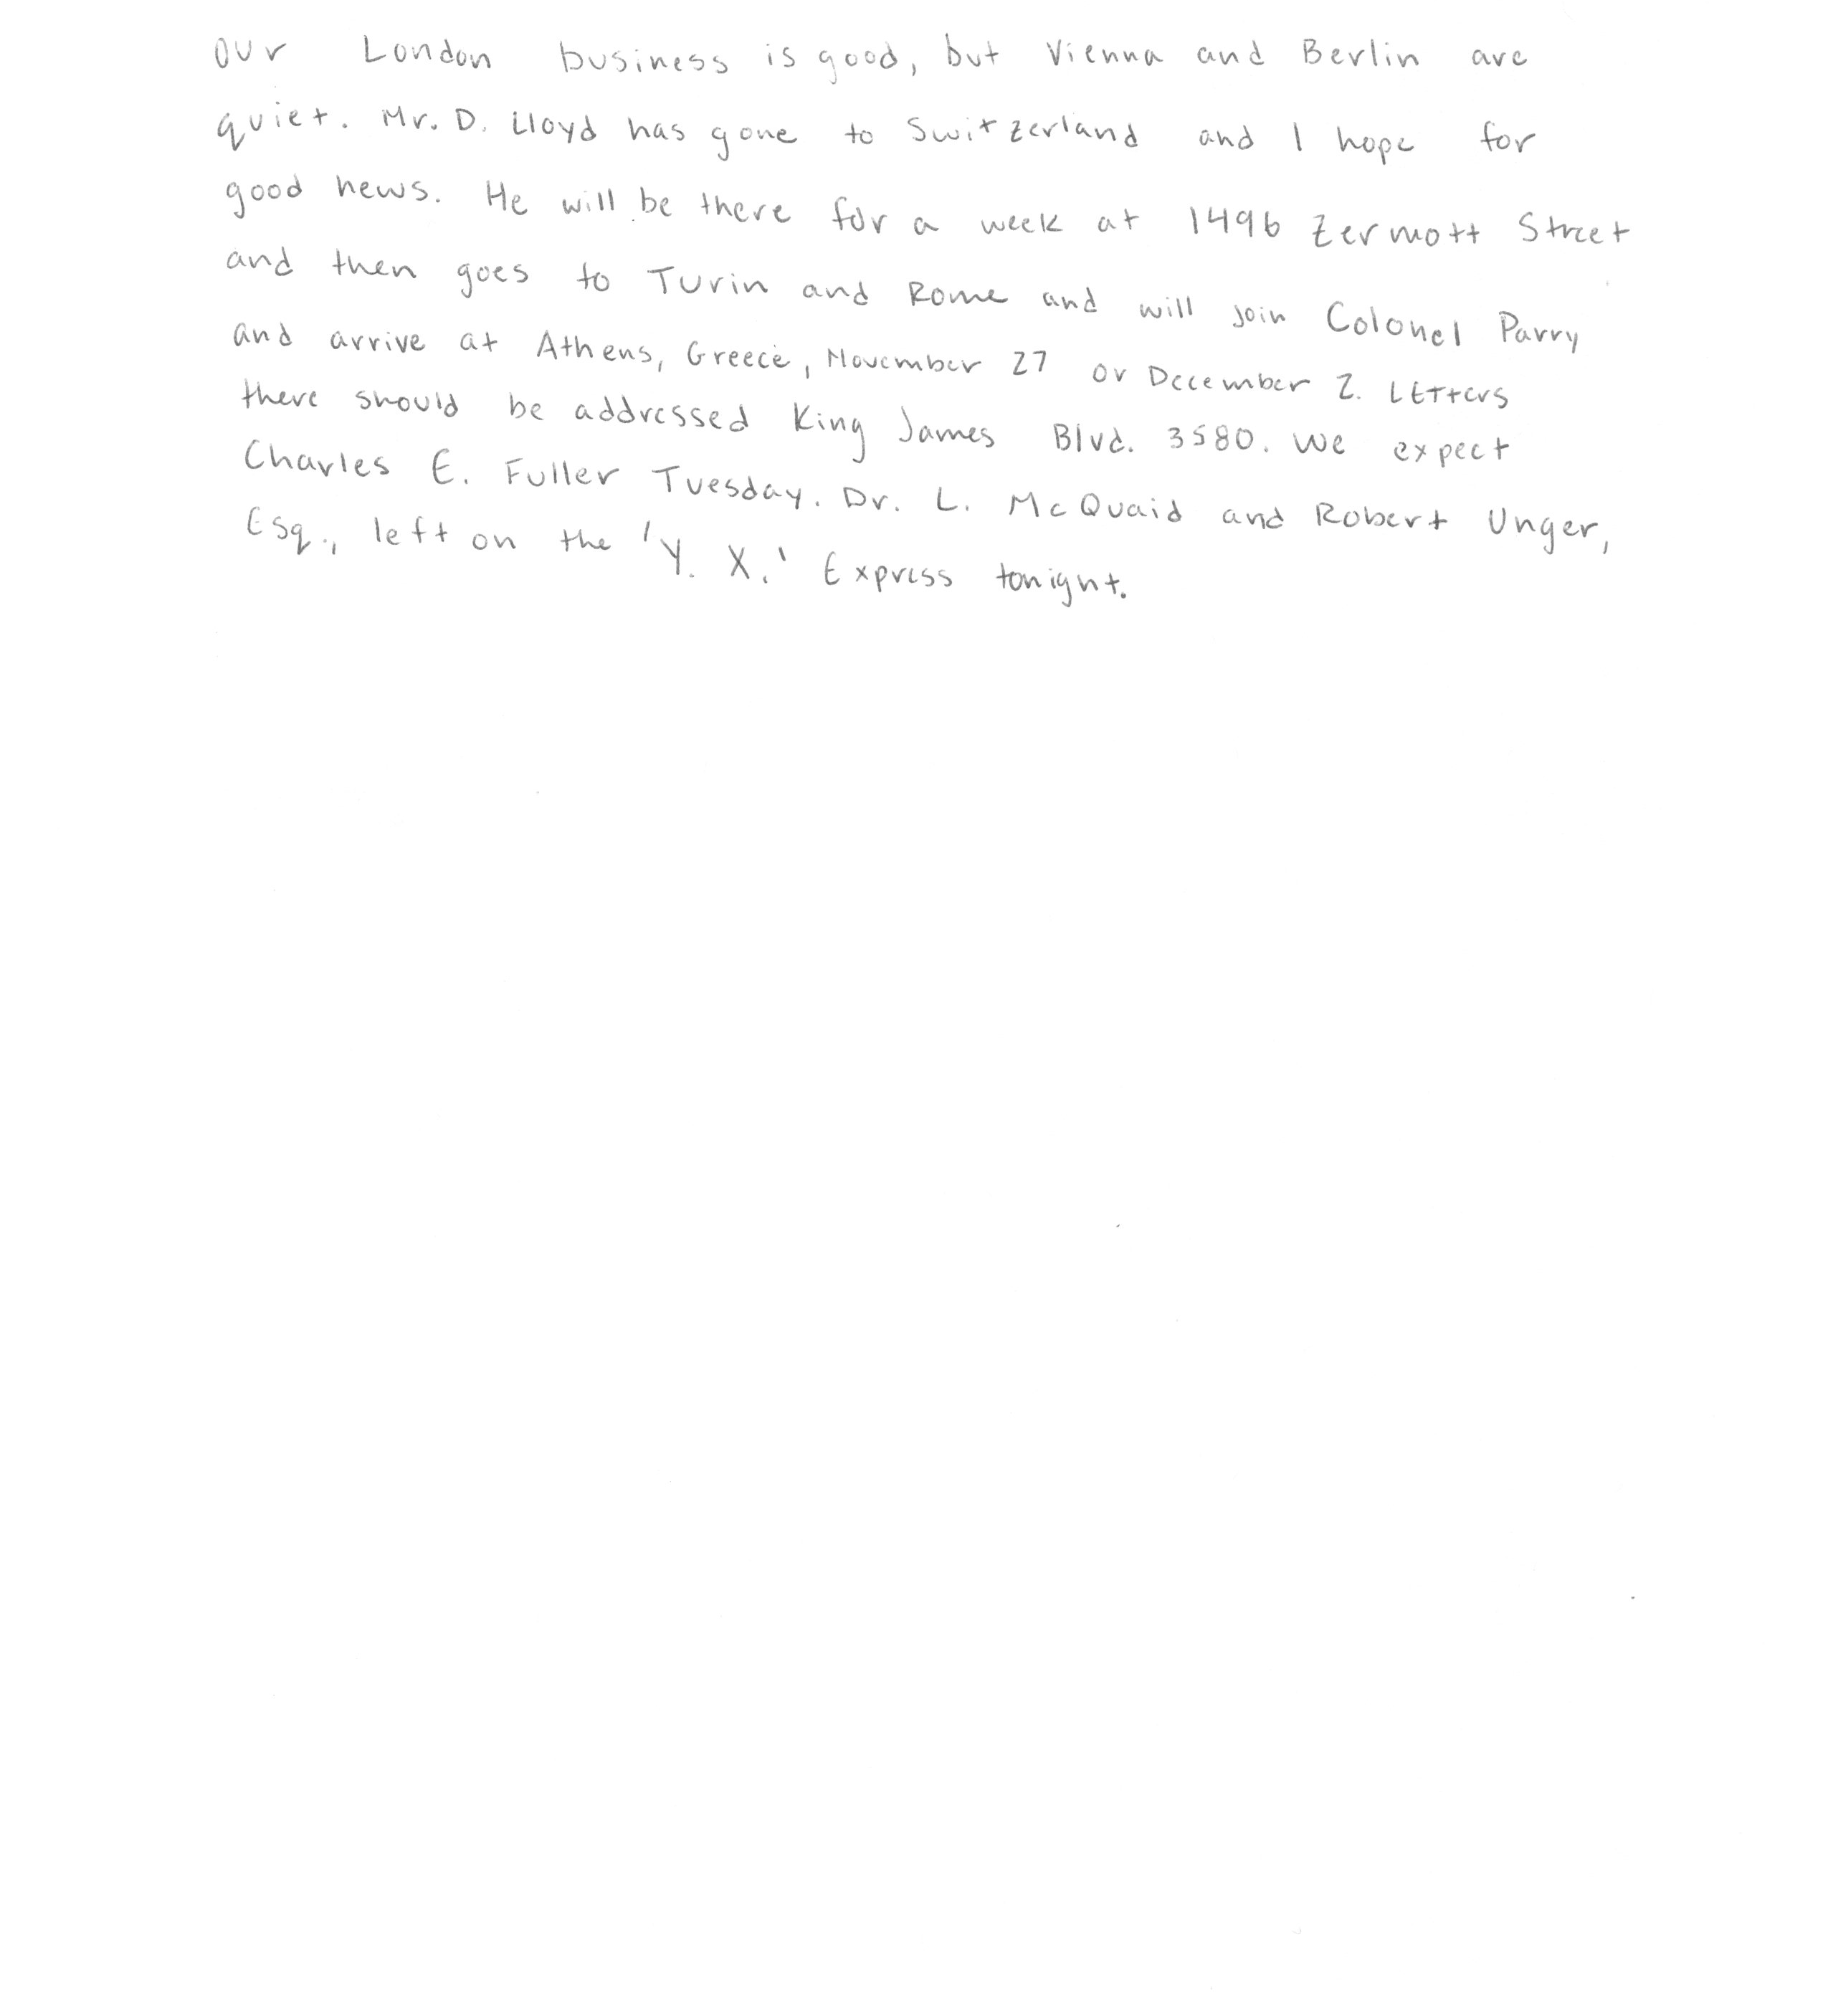 Our London business is good, but Vienna and Berlin are
quiet. Mr. D. Lloyd has gone to Switzerland and I hope for
good news. He will be there for a week at 1496 Zermott Street
and then goes to Turin and Rome and will join Colonel Parry
and arrive at Athens, Greece, November 27 or December 2. Letters
there should be addressed King James Blvd. 3580. We expect
Charles E. Fuller Tuesday. Dr. L. McQuaid and Robert Unger,
Esq., left on the 'Y. X.' Express tonight.